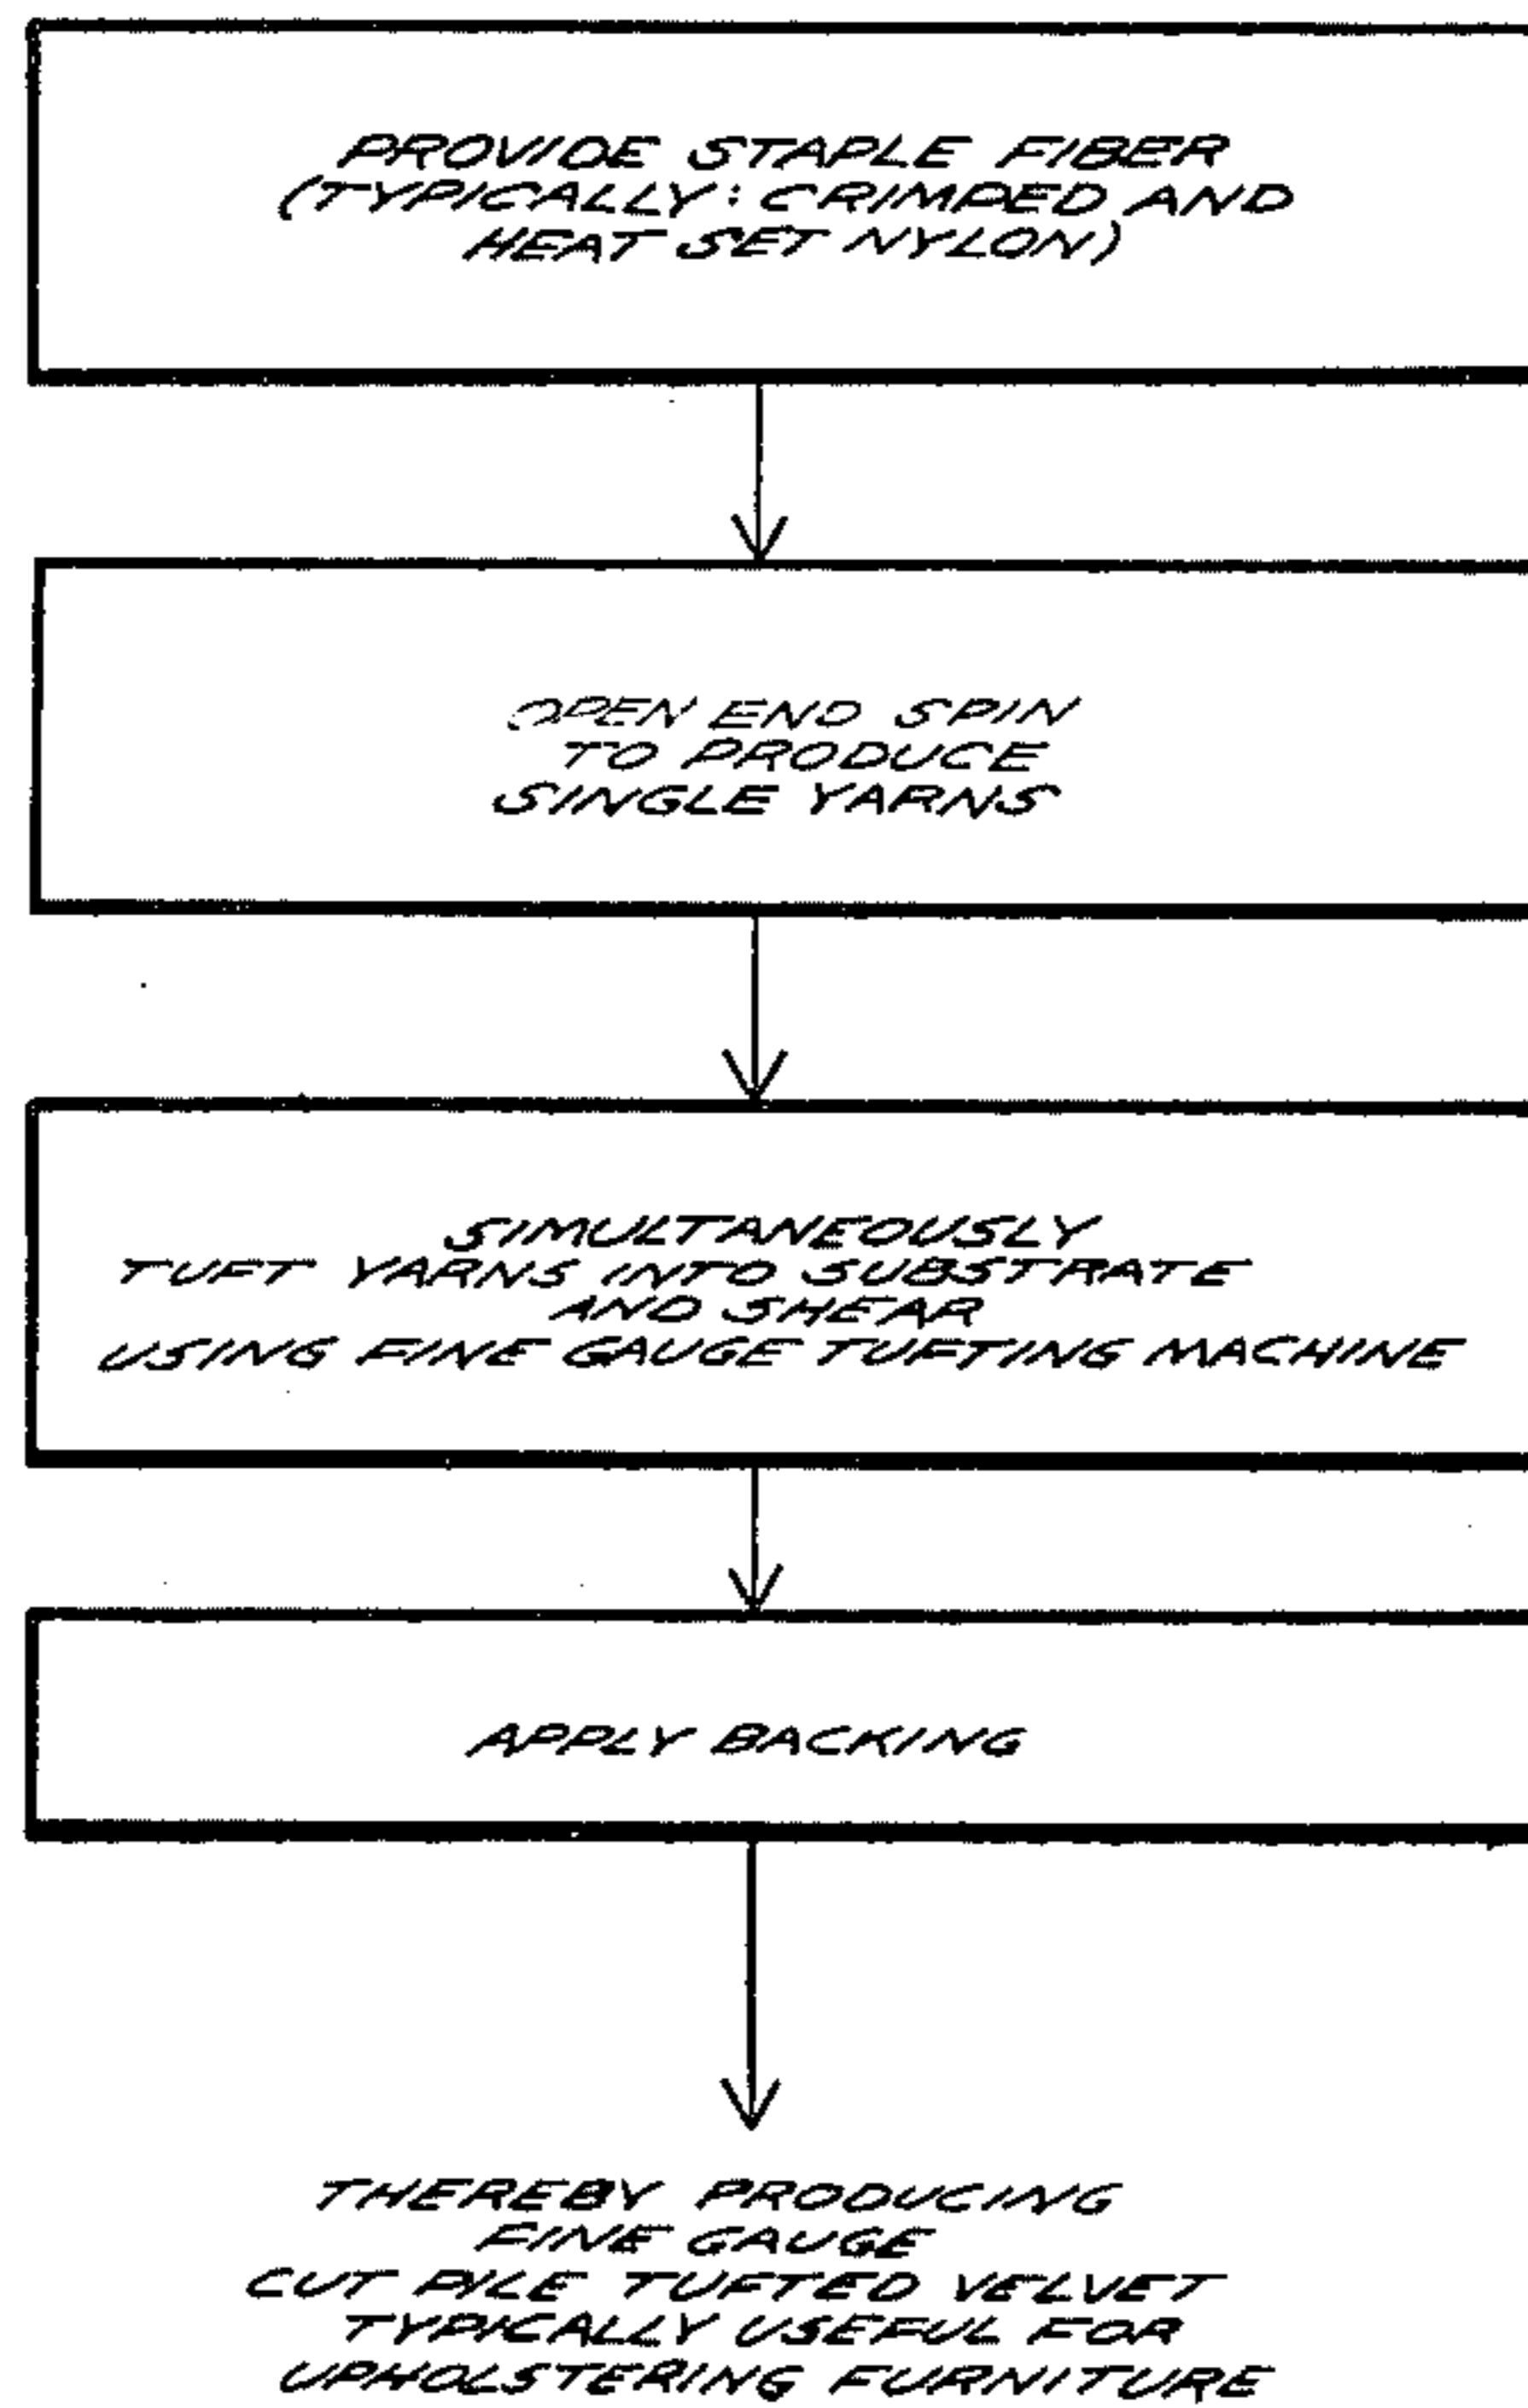 PROVIDE STAPLE FIBER
(TYPICALLY: CRIMPED AND
HEAT SET NYLON)
OPEN END SPIN
TO PRODUCE
SINGLE YARNS
SIMULTANEOUSLY
TUFT YARNS INTO SUBSTRATE
AND SHEAR
USING FINE GAUGE TUFTING MACHINE
APPLY BACKING
THEREBY PRODUCING
FINE GAUGE
CUT PILE TUFTED VELVET
TYPICALLY USEFUL FOR
UPHOLSTERING FURNITURE